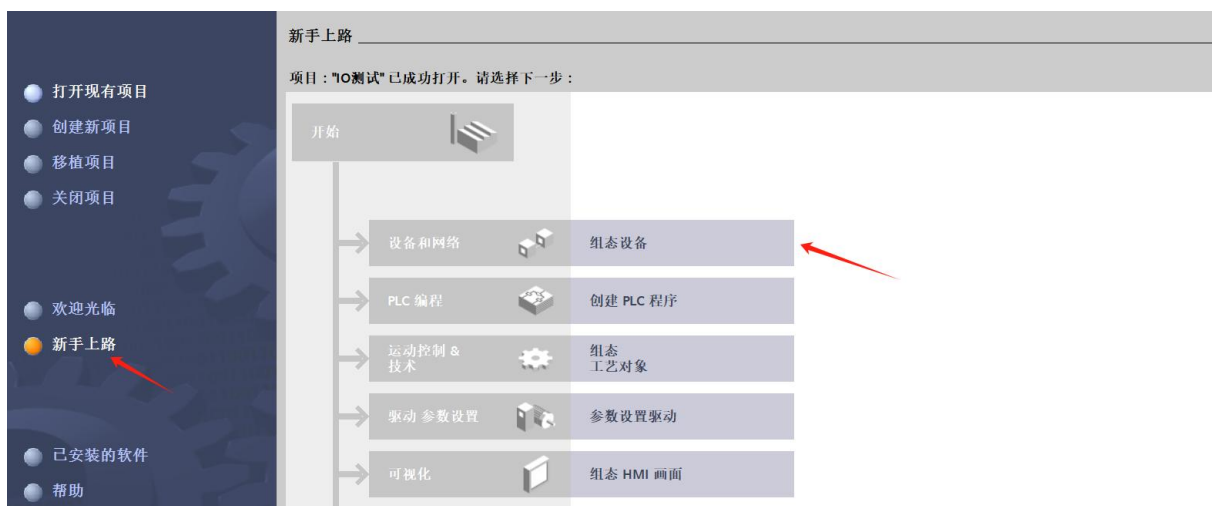 新手上路
项目："IO测试" 已成功打开。请选择下一步：
打开现有项目
创建新项目
移植项目
关闭项目
欢迎光临
新手上路
已安装的软件
帮助
开始
设备和网络
组态设备
PLC 编程
创建 PLC 程序
运动控制 &
技术
组态
工艺对象
驱动 参数设置
参数设置驱动
可视化
组态 HMI 画面